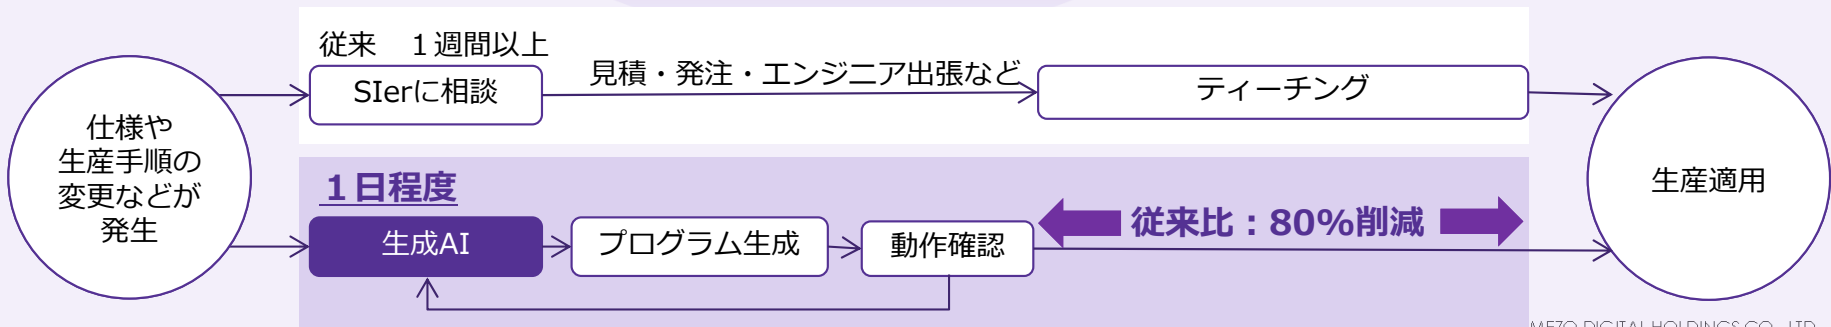 従来　１週間以上
SIerに相談
見積・発注・エンジニア出張など
ティーチング
仕様や
生産手順の
変更などが
発生
生産適用
１日程度
生成AI
プログラム生成
動作確認
従来比：80%削減
DIGITAL HOLDINGS CO., LTD.